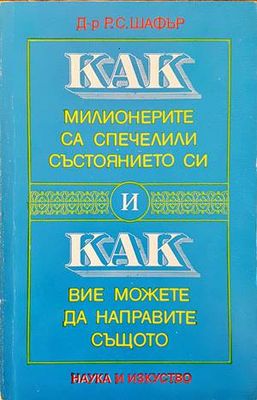 Д-р Р.С. ШАФЪР
КАК
МИЛИОНЕРИТЕ
СА СПЕЧЕЛИЛИ
СЪСТОЯНИЕТО СИ
И
КАК
ВИЕ МОЖЕТЕ
ДА НАПРАВИТЕ
СЪЩОТО
НАУКА И ИЗКУСТВО